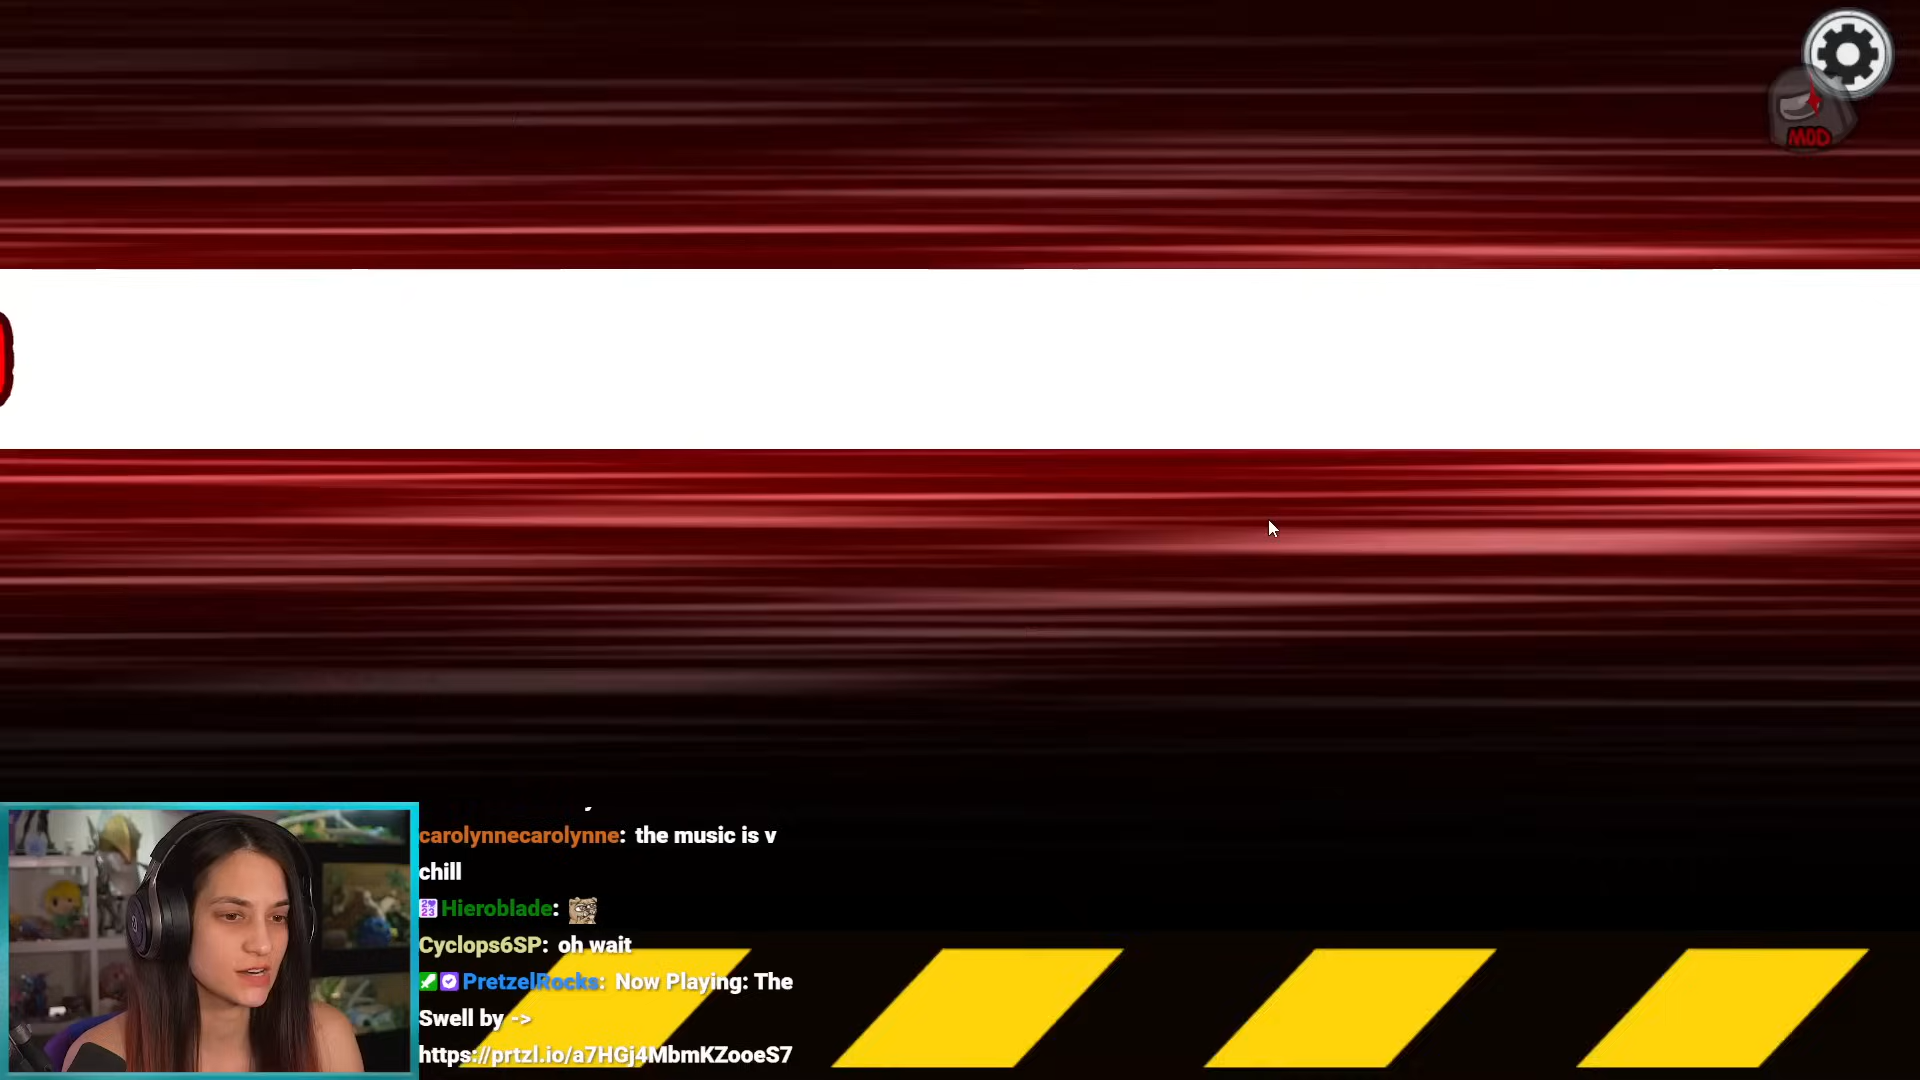 MOD
carolynnecarolynne: the music is v
chill
Hieroblade:
Cyclops6SP: oh wait
PretzelRocks: Now Playing: The
Swell by ->
https://prtzl.io/a7HGj4MbmKZooeS7